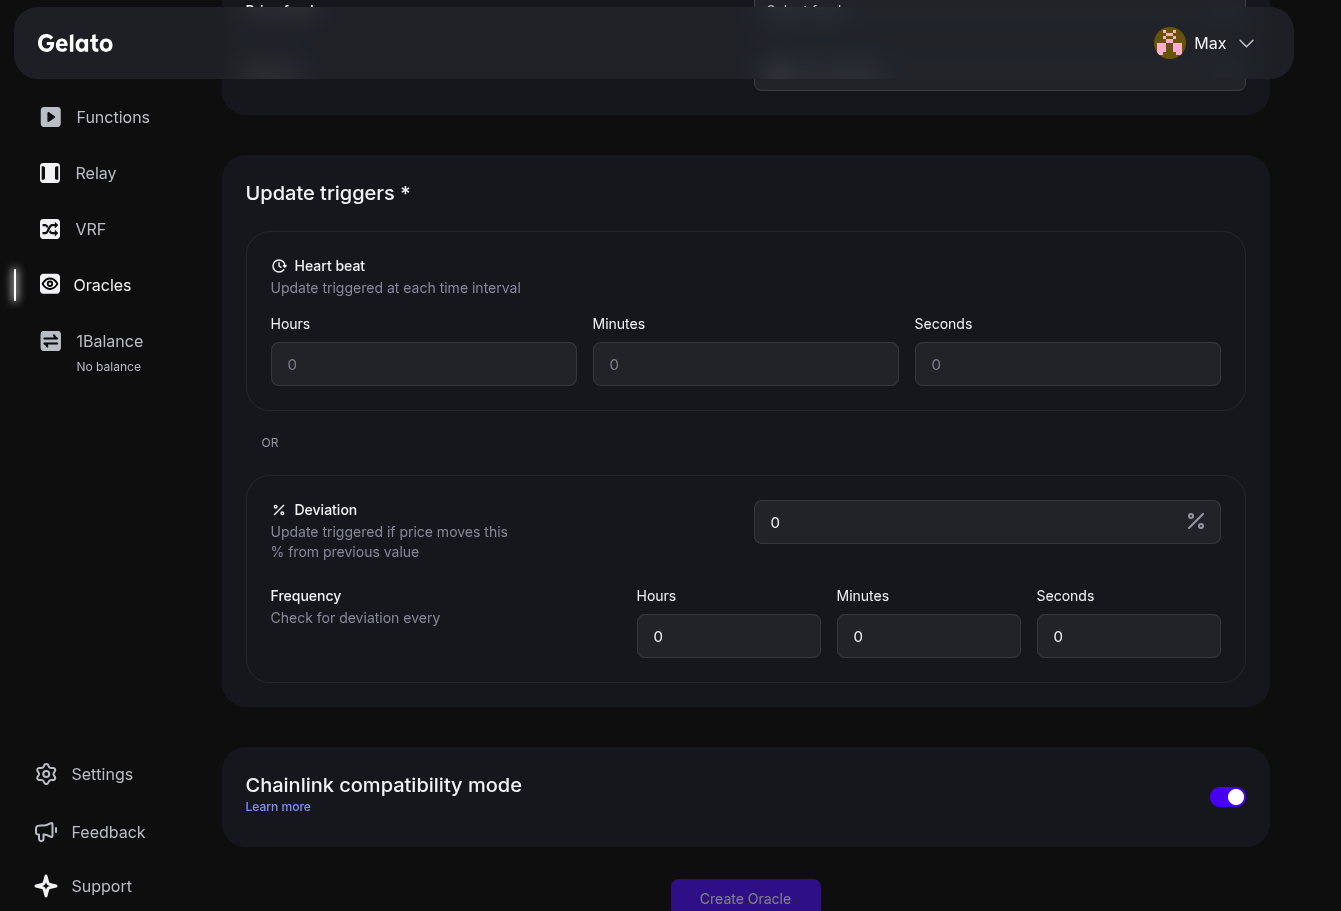 Gelato
Max
Functions
Relay
VRF
Oracles
1Balance
No balance
Update triggers *
Heart beat
Update triggered at each time interval
Hours
Minutes
Seconds
0
0
0
OR
Deviation
Update triggered if price moves this
% from previous value
0
Frequency
Check for deviation every
Hours
Minutes
Seconds
0
0
0
Chainlink compatibility mode
Learn more
Settings
Feedback
Support
Create Oracle